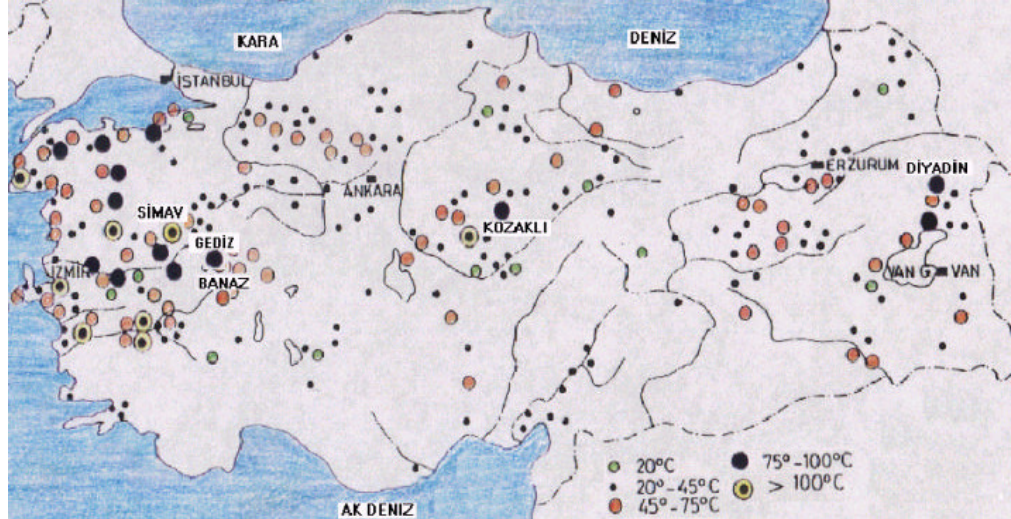 KARA
DENİZ
İSTANBUL
ANKARA
ERZURUM
DİYADİN
SİMAV
GEDİZ
BANAZ
İZMİR
KOZAKLI
VAN G.
VAN
AK DENIZ
20°C
20°-45°C
45°-75°C
75°-100°C
> 100°C